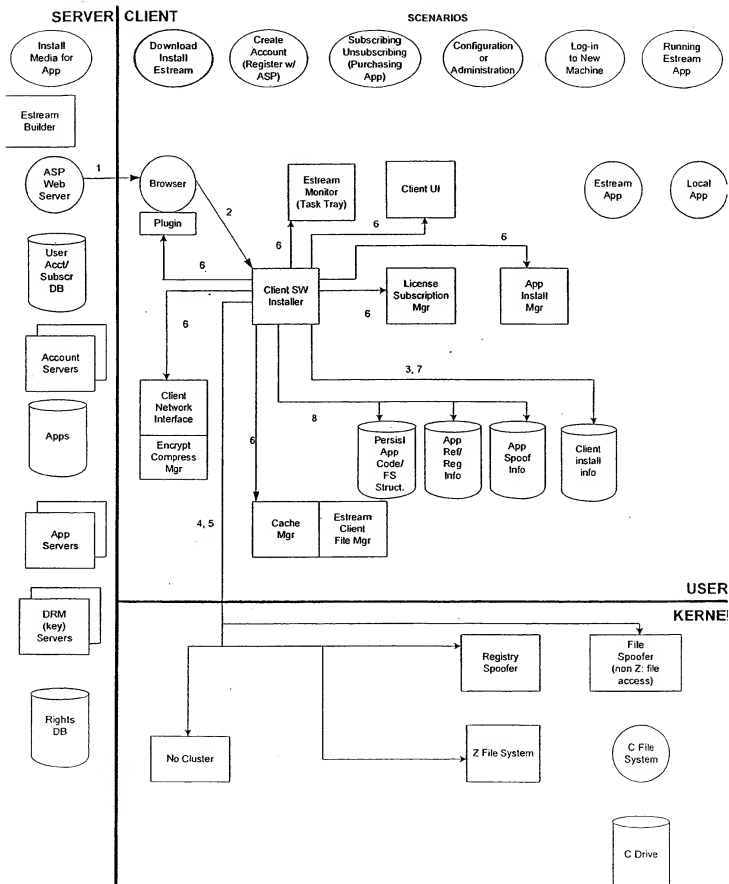 SERVER
CLIENT
SCENARIOS
Install
Media for
App
Download
Install
Estream
Create
Account
(Register w/
ASP)
Subscribing
Unsubscribing
(Purchasing
App)
Configuration
or
Administration
Log-in
to New
Machine
Running
Estream
App
Estream
Builder
ASP
Web
Server
1
Browser
Plugin
2
Estream
Monitor
(Task Tray)
Client UI
Estream
App
Local
App
6
6
6
6
User
Acct/
Subscr
DB
Client SW
Installer
License
Subscription
Mgr
App
Install
Mgr
6
6
Account
Servers
3, 7
Client
Network
Interface
Encrypt
Compress
Mgr
8
6
Apps
Persist
App
Code/
FS
Struct.
App
Ref/
Reg
Info
App
Spoof
Info
Client
install
info
4, 5
Cache
Mgr
Estream
Client
File Mgr
App
Servers
USER
KERNE
DRM
(key)
Servers
Registry
Spoofer
File
Spoofer
(non Z: file
access)
Rights
DB
No Cluster
Z File System
C File
System
C Drive